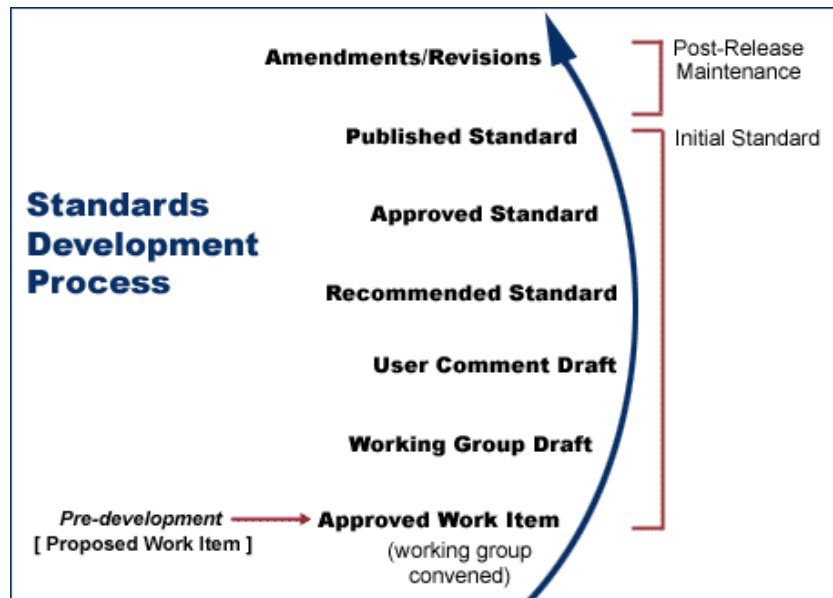 Amendments/Revisions
Post-Release
Maintenance
Published Standard
Initial Standard
Standards
Development
Process
Approved Standard
Recommended Standard
User Comment Draft
Working Group Draft
Pre-development
[ Proposed Work Item ]
Approved Work Item
(working group
convened)